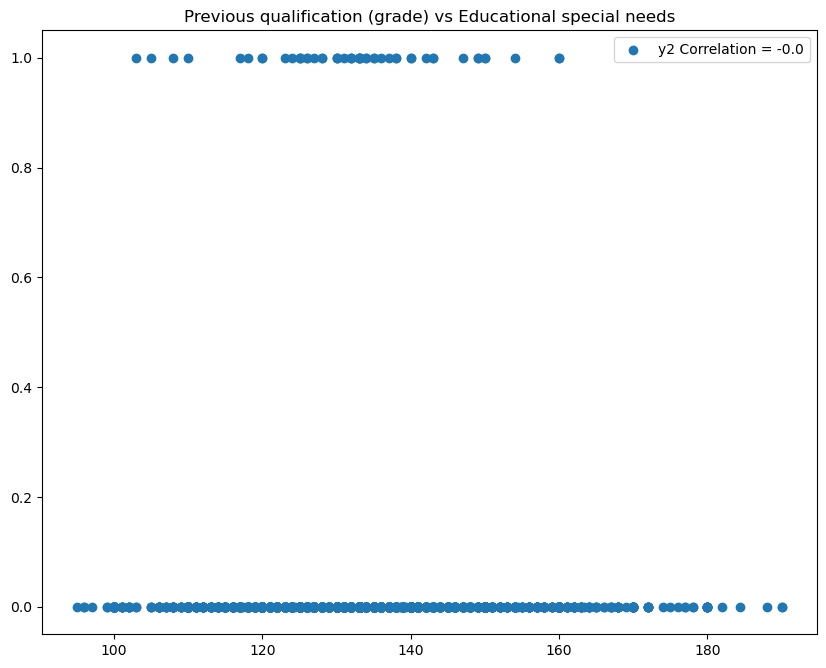 Previous qualification (grade) vs Educational special needs
y2 Correlation = -0.0
1.0
0.8
0.6
0.4
0.2
0.0
100 120 140 160 180